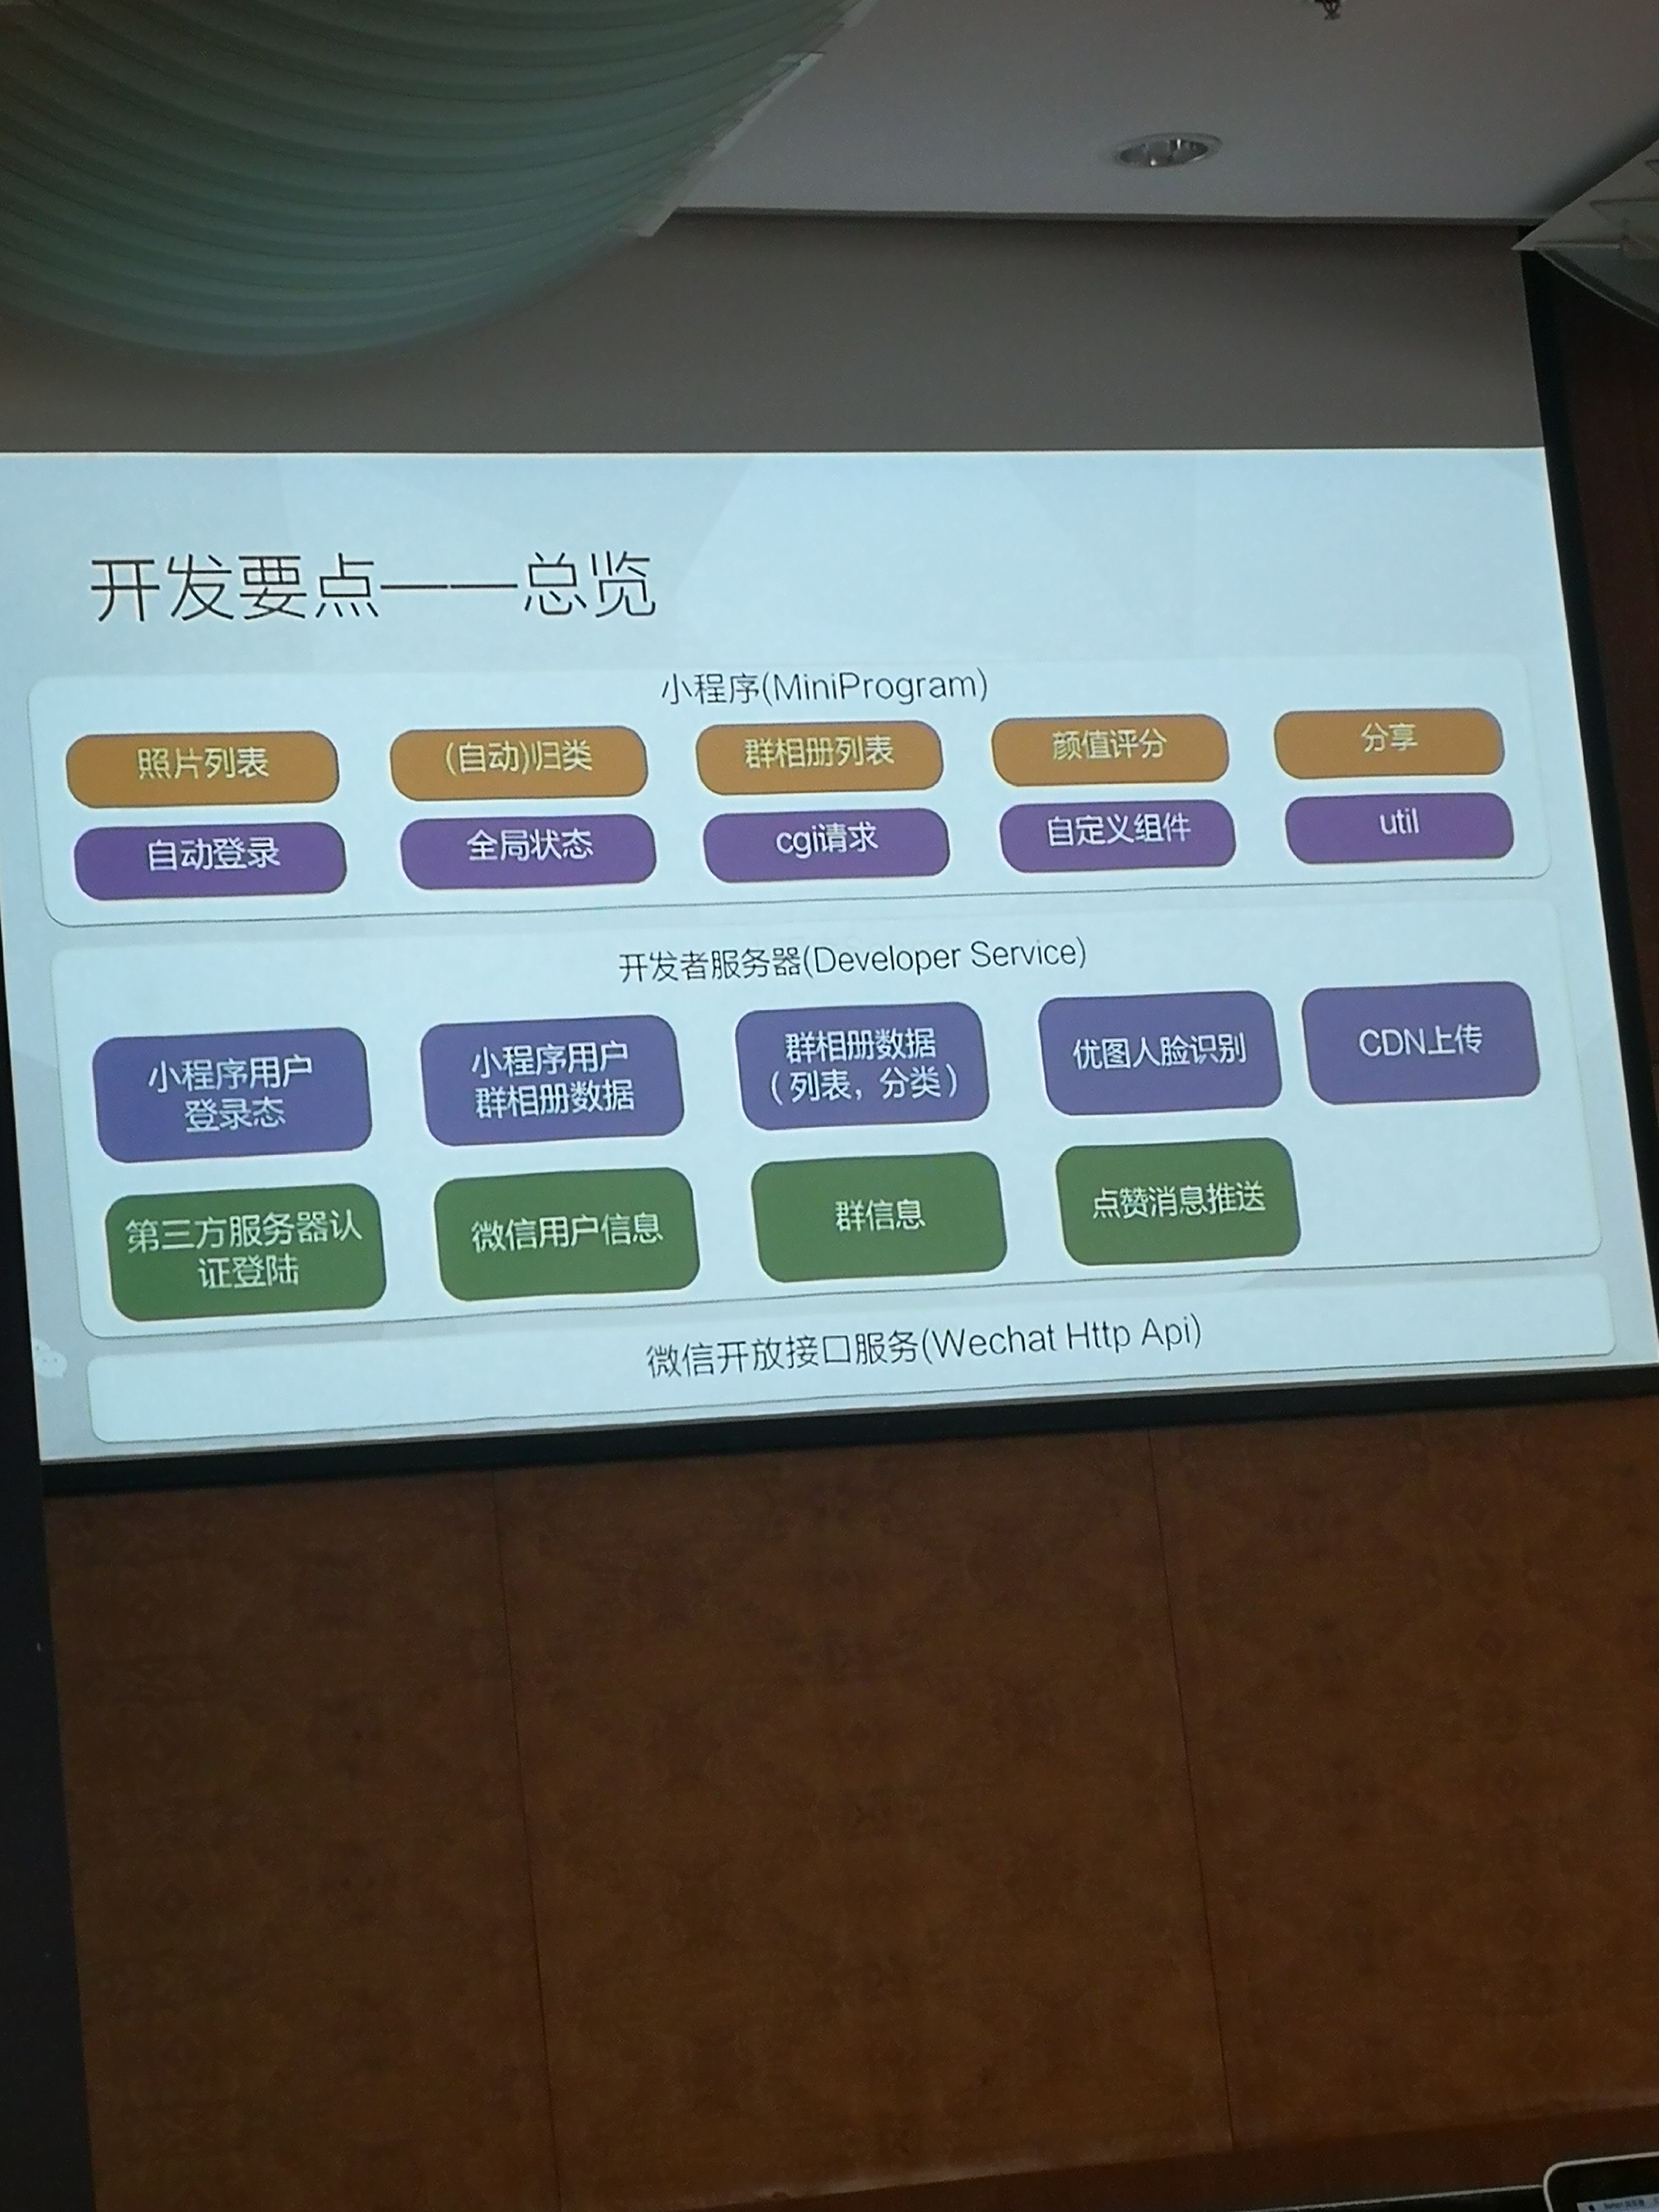 开发要点——总览
小程序(MiniProgram)
照片列表
(自动)归类
群相册列表
颜值评分
分享
自动登录
全局状态
cgi请求
自定义组件
util
开发者服务器(Developer Service)
小程序用户
登录态
小程序用户
群相册数据
群相册数据
（列表，分类）
优图人脸识别
CDN上传
第三方服务器认
证登陆
微信用户信息
群信息
点赞消息推送
微信开放接口服务(Wechat Http Api)